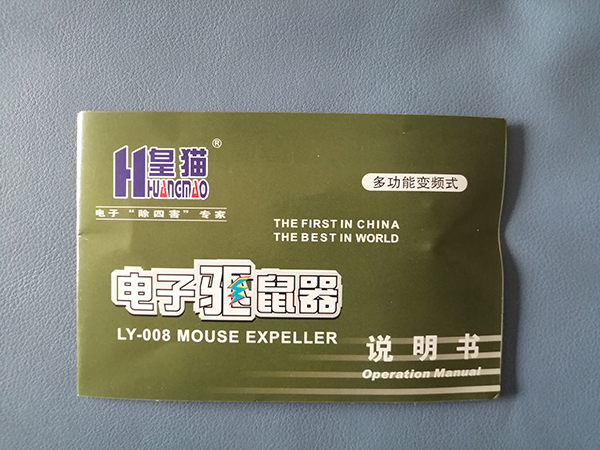 皇猫®
HUANGMAO
电子“除四害”专家
多功能变频式
THE FIRST IN CHINA
THE BEST IN WORLD
电子驱鼠器
LY-008 MOUSE EXPELLER
说明书
Operation Manual